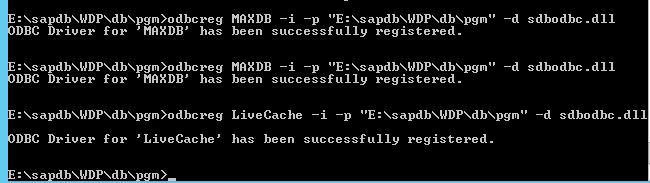 E:\sapdb\WDP\db\pgm>odbcreg MAXDB -i -p "E:\sapdb\WDP\db\pgm" -d sdbodbc.dll
ODBC Driver for 'MAXDB' has been successfully registered.
E:\sapdb\WDP\db\pgm>odbcreg MAXDB -i -p "E:\sapdb\WDP\db\pgm" -d sdbodbc.dll
ODBC Driver for 'MAXDB' has been successfully registered.
E:\sapdb\WDP\db\pgm>odbcreg LiveCache -i -p "E:\sapdb\WDP\db\pgm" -d sdbodbc.dll
ODBC Driver for 'LiveCache' has been successfully registered.
E:\sapdb\WDP\db\pgm>_